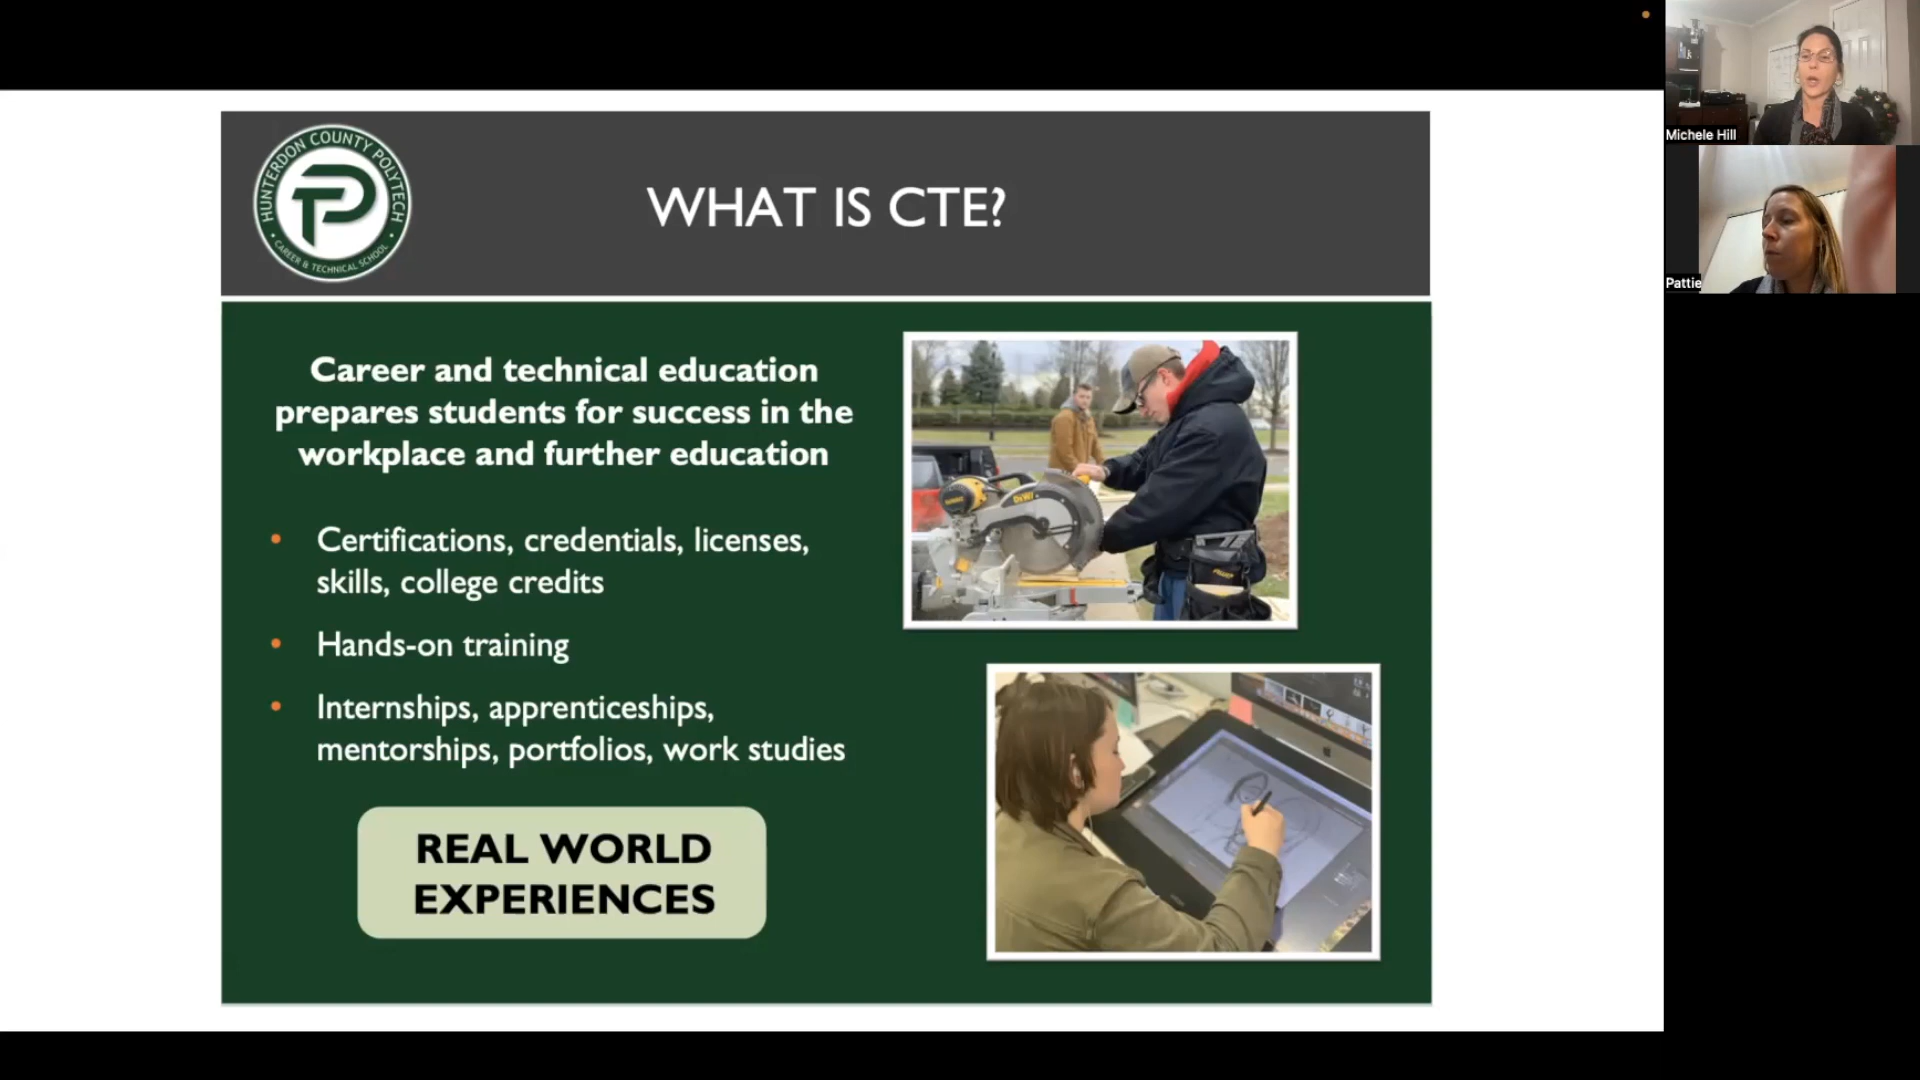 HUNTERDON COUNTY POLYTECH
• CAREER & TECHNICAL SCHOOL •
WHAT IS CTE?
Career and technical education
prepares students for success in the
workplace and further education
• Certifications, credentials, licenses,
skills, college credits
• Hands-on training
• Internships, apprenticeships,
mentorships, portfolios, work studies
REAL WORLD
EXPERIENCES
DEWALT
Michele Hill
Pattie